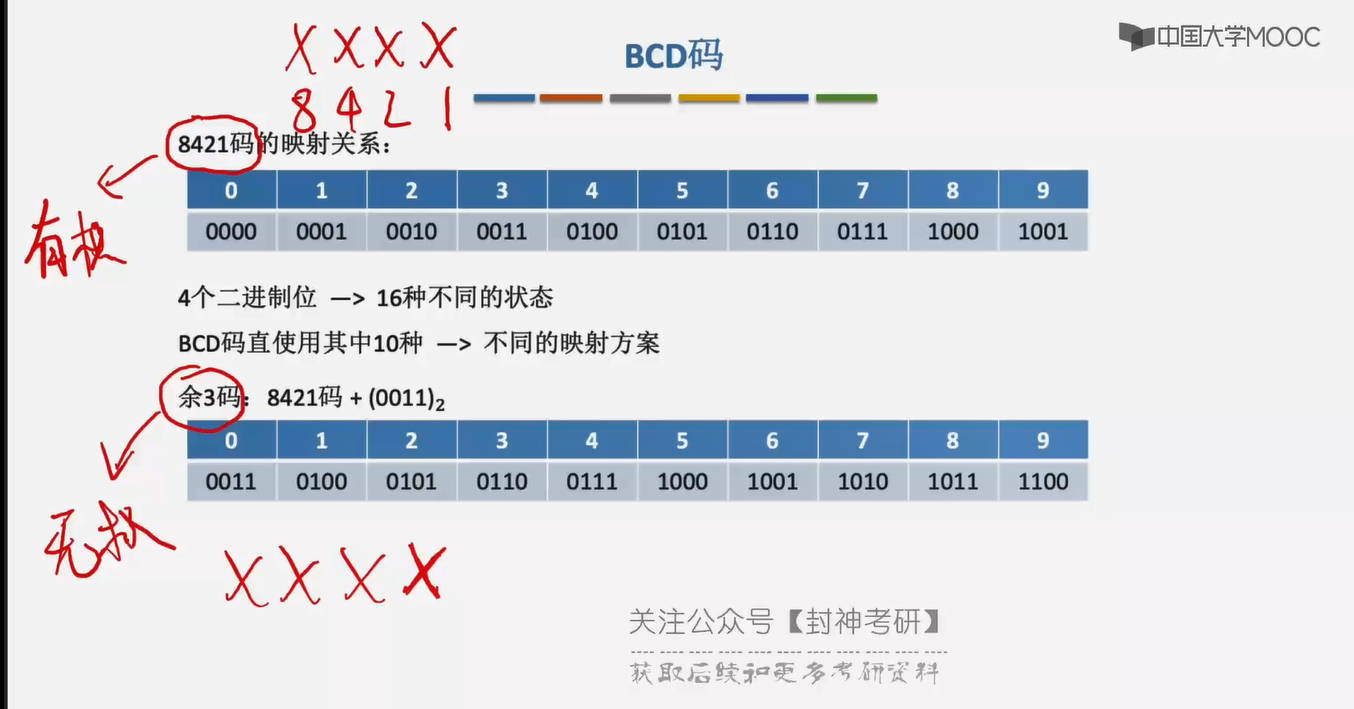 中国大学MOOC
X X X X
BCD码
8 4 2 1
8421码的映射关系：
0 1 2 3 4 5 6 7 8 9
0000 0001 0010 0011 0100 0101 0110 0111 1000 1001
有权
4个二进制位 —> 16种不同的状态
BCD码直使用其中10种 —> 不同的映射方案
余3码：8421码 + (0011)₂
0 1 2 3 4 5 6 7 8 9
0011 0100 0101 0110 0111 1000 1001 1010 1011 1100
无权
X X X X
关注公众号【封神考研】
获取后续和更多考研资料